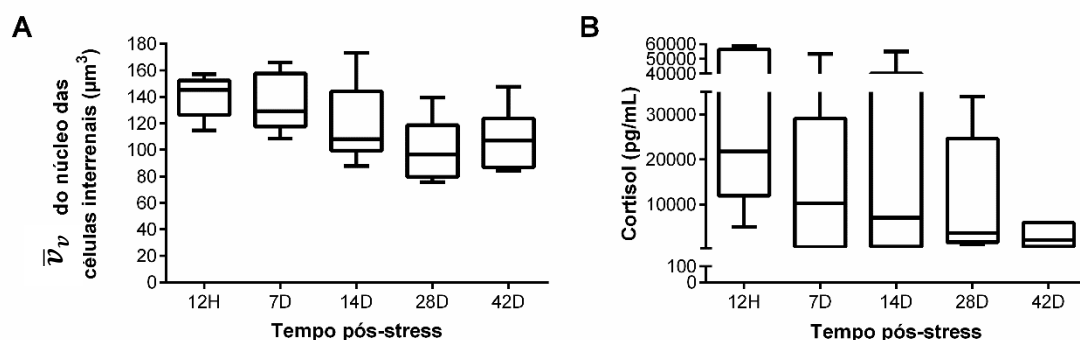 A
v̄ᵥ do núcleo das
células interrenais (µm³)
180
160
140
120
100
80
60
40
20
0
12H 7D 14D 28D 42D
Tempo pós-stress
B
Cortisol (pg/mL)
60000
50000
40000
30000
20000
10000
100
0
12H 7D 14D 28D 42D
Tempo pós-stress